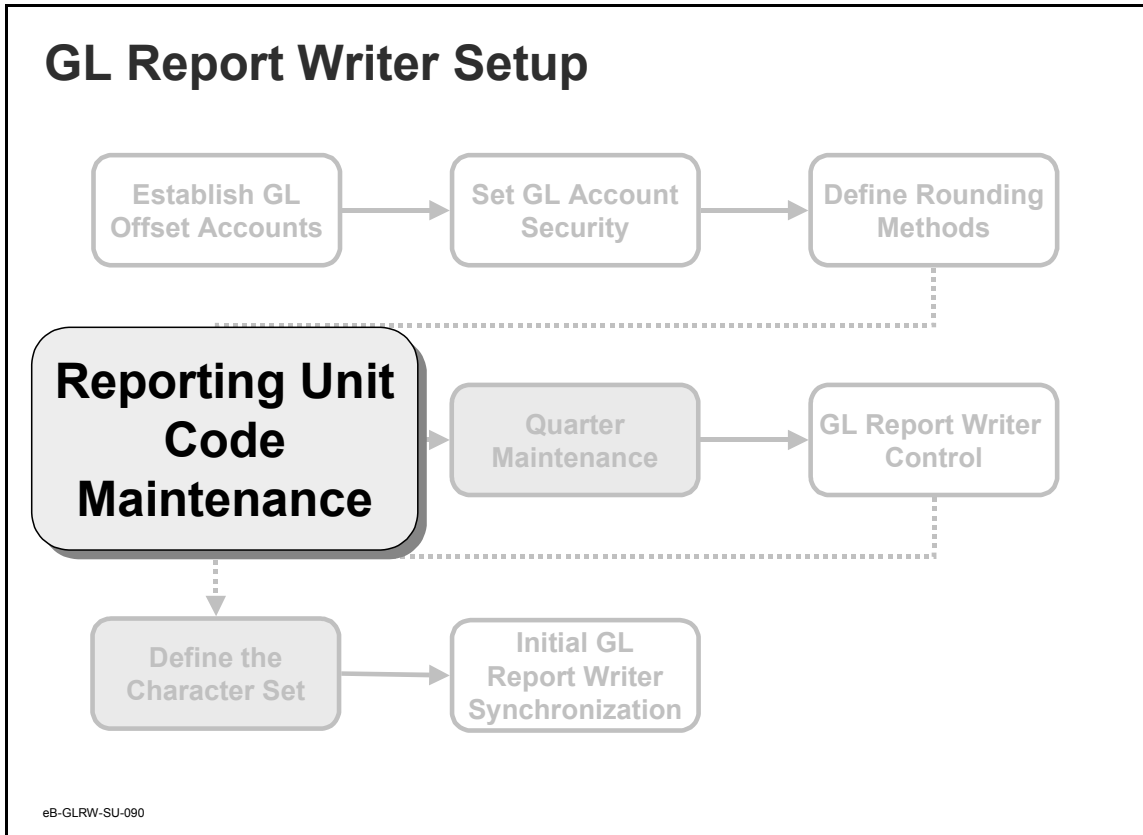 GL Report Writer Setup
Establish GL
Offset Accounts
Set GL Account
Security
Define Rounding
Methods
Reporting Unit
Code
Maintenance
Quarter
Maintenance
GL Report Writer
Control
Define the
Character Set
Initial GL
Report Writer
Synchronization
eB-GLRW-SU-090